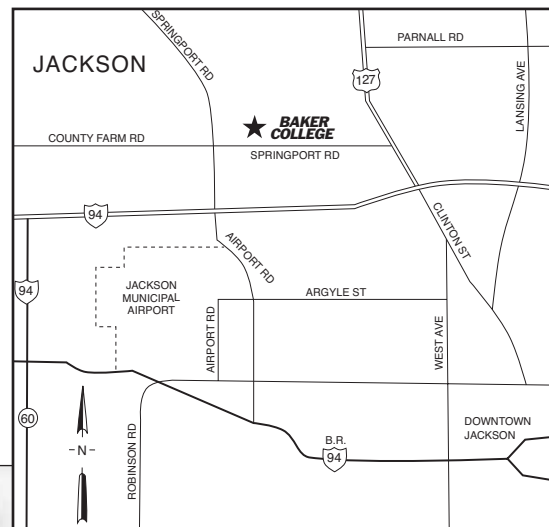 SPRINGPORT RD
PARNALL RD
JACKSON
127
LANSING AVE
BAKER
COLLEGE
COUNTY FARM RD
SPRINGPORT RD
94
CLINTON ST
AIRPORT RD
94
JACKSON
MUNICIPAL
AIRPORT
ARGYLE ST
AIRPORT RD
WEST AVE
60
-N-
ROBINSON RD
B.R.
94
DOWNTOWN
JACKSON